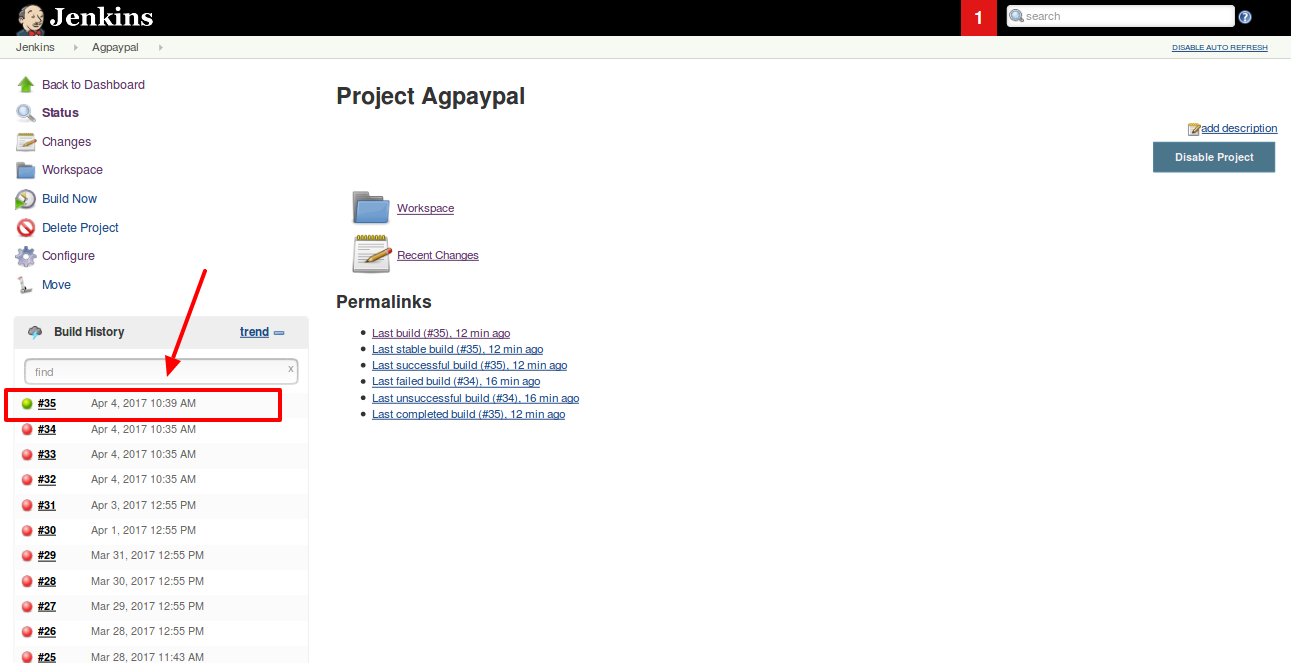 Jenkins
1
search
?
Jenkins
Agpaypal
DISABLE AUTO REFRESH
Back to Dashboard
Status
Changes
Workspace
Build Now
Delete Project
Configure
Move
Build History
trend
find
x
#35 Apr 4, 2017 10:39 AM
#34 Apr 4, 2017 10:35 AM
#33 Apr 4, 2017 10:35 AM
#32 Apr 4, 2017 10:35 AM
#31 Apr 3, 2017 12:55 PM
#30 Apr 1, 2017 12:55 PM
#29 Mar 31, 2017 12:55 PM
#28 Mar 30, 2017 12:55 PM
#27 Mar 29, 2017 12:55 PM
#26 Mar 28, 2017 12:55 PM
#25 Mar 28, 2017 11:43 AM
Project Agpaypal
add description
Disable Project
Workspace
Recent Changes
Permalinks
Last build (#35), 12 min ago
Last stable build (#35), 12 min ago
Last successful build (#35), 12 min ago
Last failed build (#34), 16 min ago
Last unsuccessful build (#34), 16 min ago
Last completed build (#35), 12 min ago